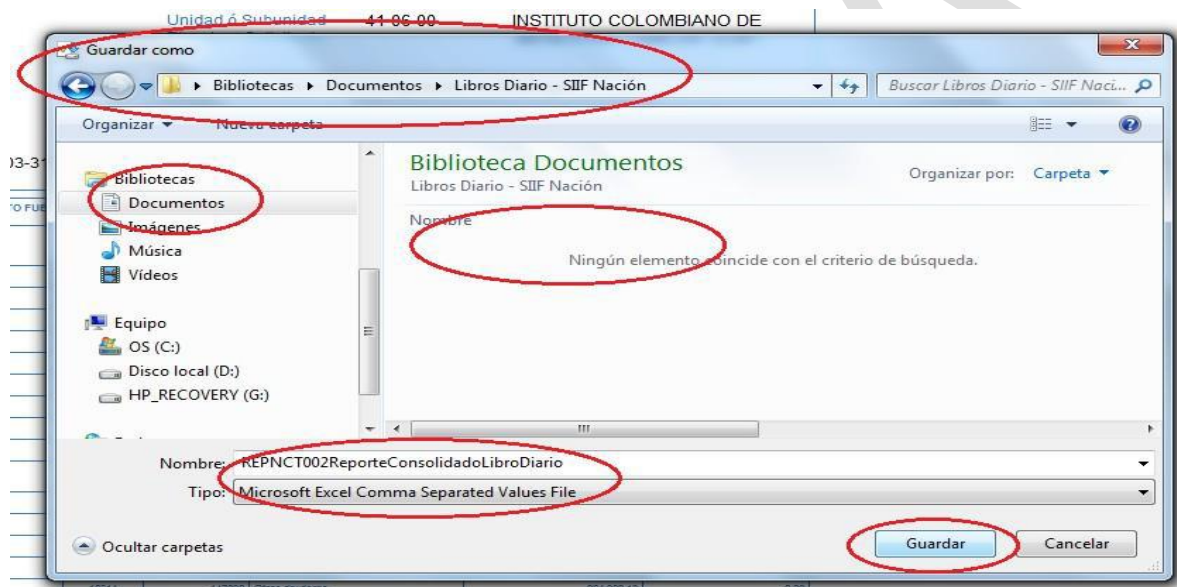 Unidad ó Subunidad 41-06-00 INSTITUTO COLOMBIANO DE
Guardar como
Bibliotecas Documentos Libros Diario - SIIF Nación Buscar Libros Diario - SIIF Naci...
Organizar Nueva carpeta
03-31
Bibliotecas
Documentos
Imágenes
Música
Vídeos
Equipo
OS (C:)
Disco local (D:)
HP_RECOVERY (G:)
Biblioteca Documentos
Libros Diario - SIIF Nación
Organizar por: Carpeta
Nombre
Ningún elemento coincide con el criterio de búsqueda.
Nombre: REPNCT002ReporteConsolidadoLibroDiario
Tipo: Microsoft Excel Comma Separated Values File
Ocultar carpetas
Guardar Cancelar